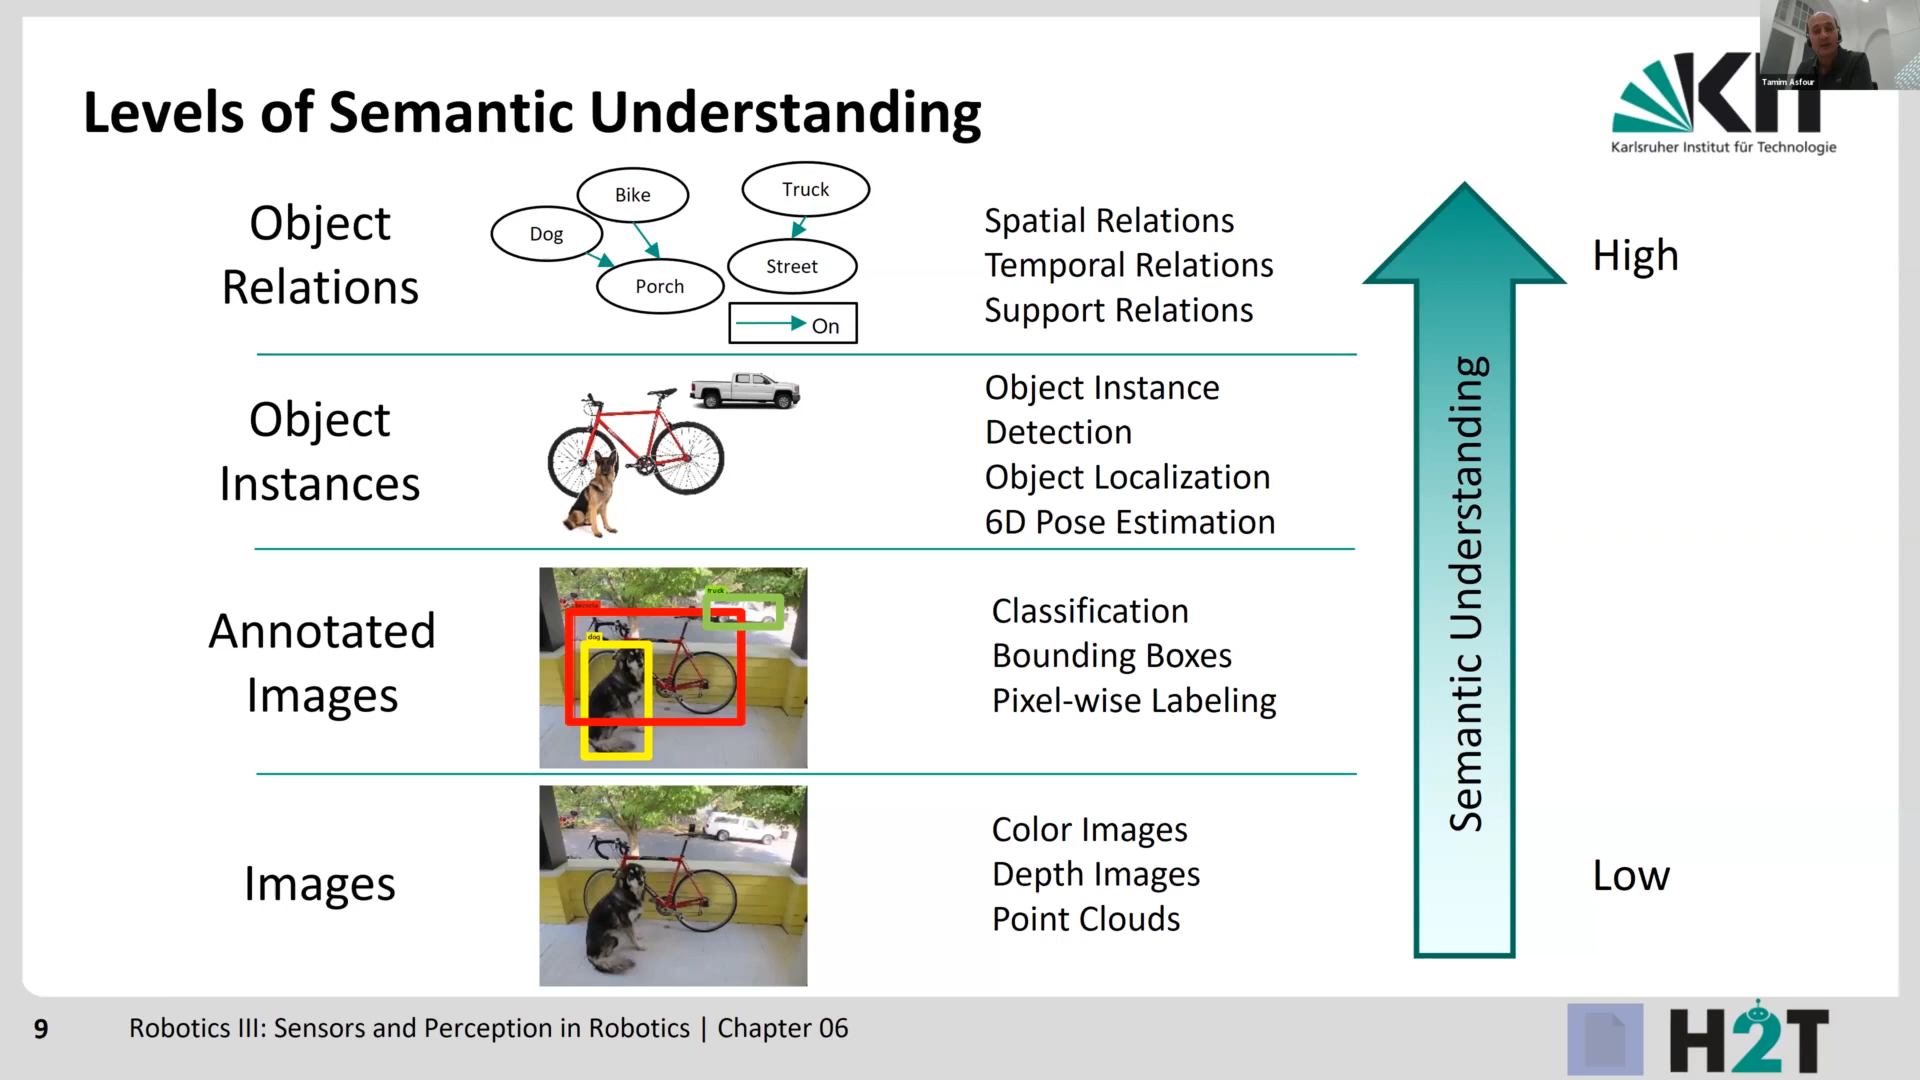 Levels of Semantic Understanding
KIT
Karlsruher Institut für Technologie
Tamim Asfour
Object
Relations
Bike
Dog
Porch
Truck
Street
On
Spatial Relations
Temporal Relations
Support Relations
High
Object
Instances
Object Instance
Detection
Object Localization
6D Pose Estimation
Semantic Understanding
Annotated
Images
truck
dog
Classification
Bounding Boxes
Pixel-wise Labeling
Images
Color Images
Depth Images
Point Clouds
Low
9
Robotics III: Sensors and Perception in Robotics | Chapter 06
H2T